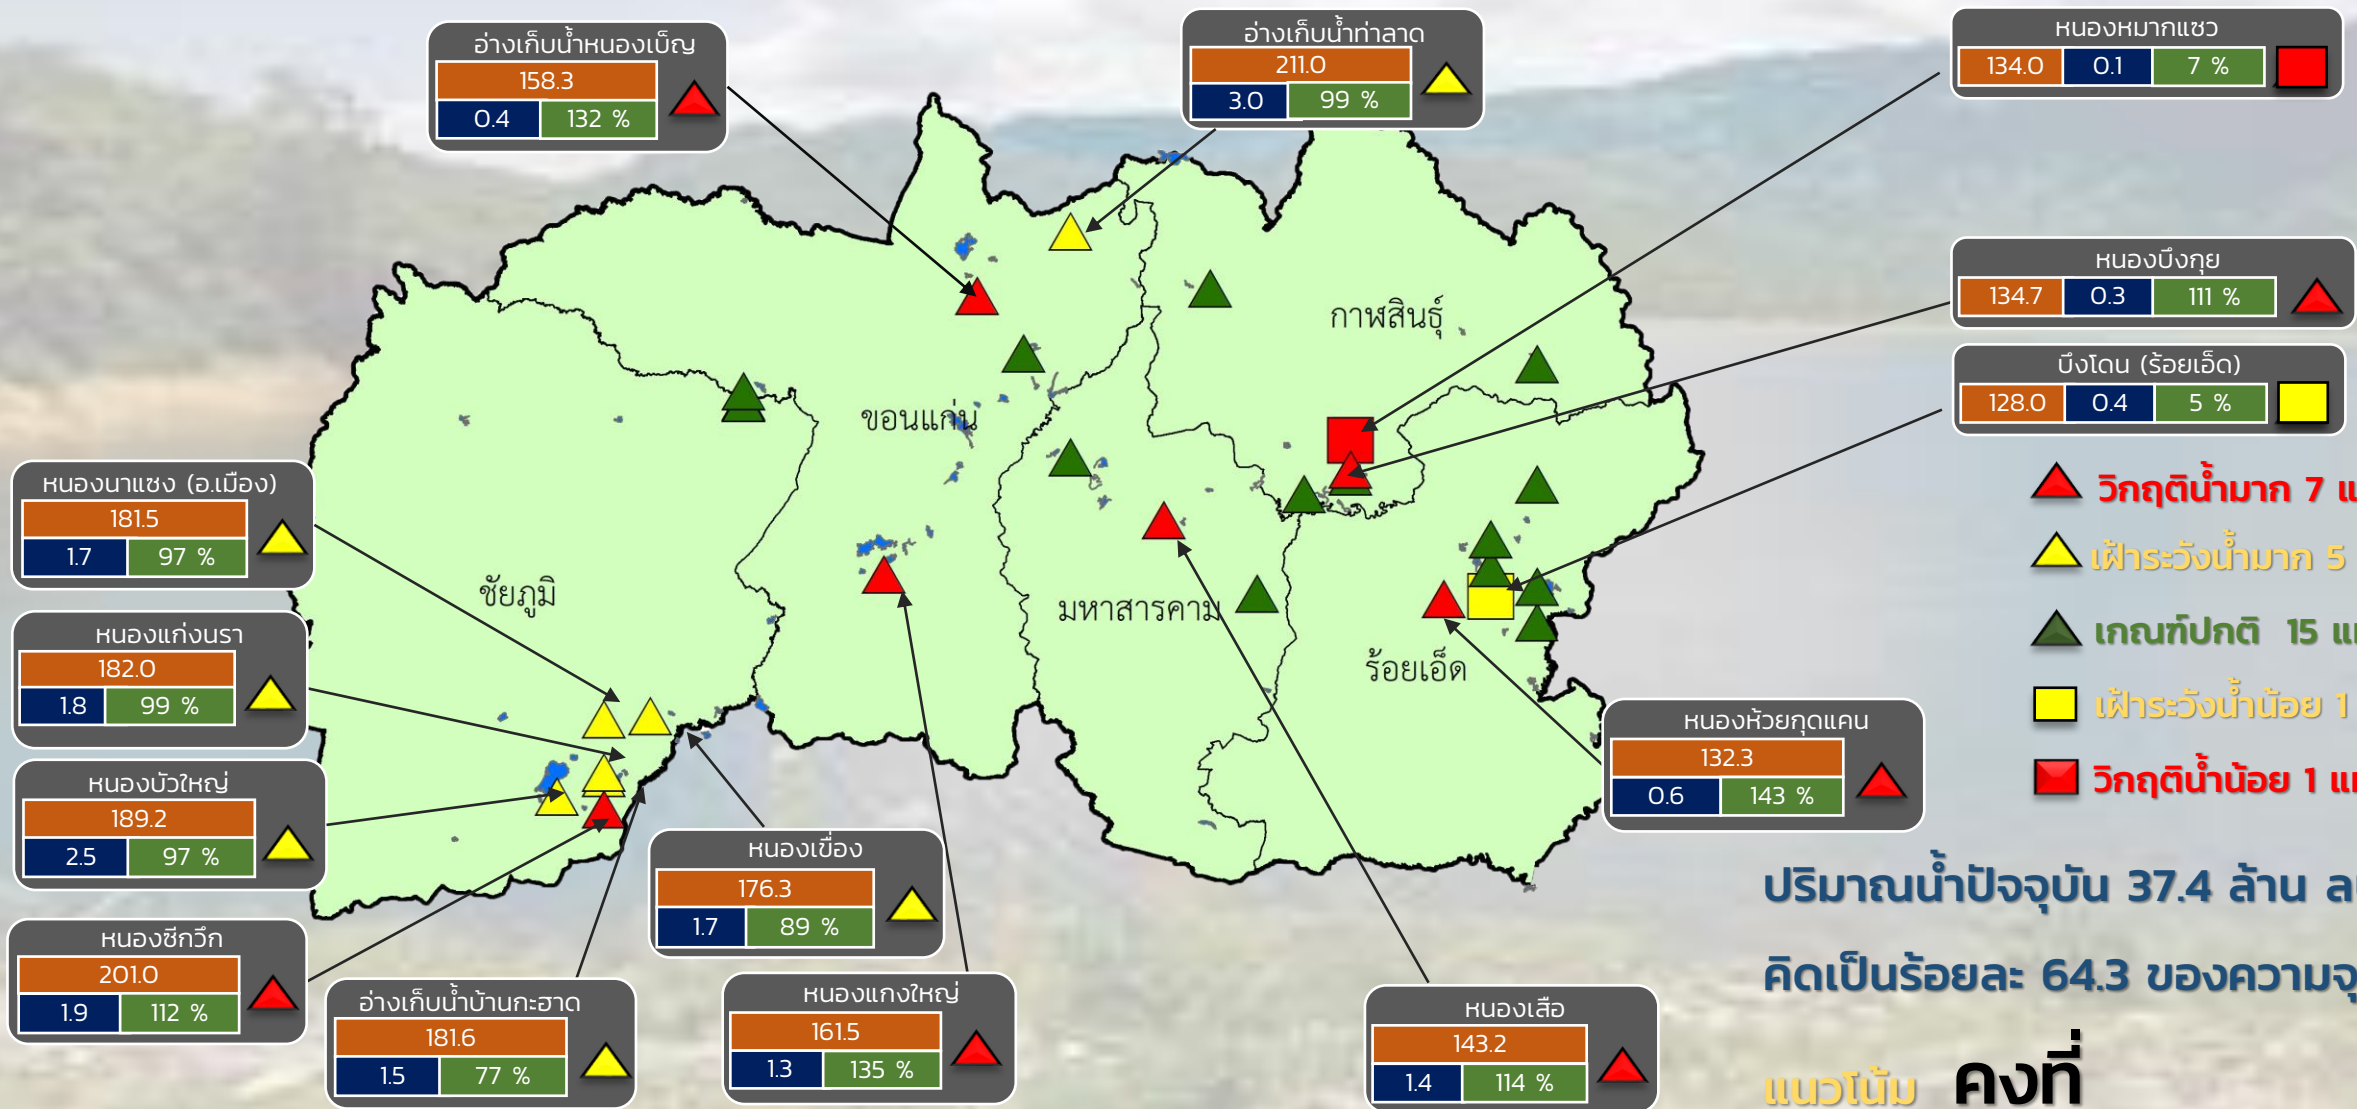 อ่างเก็บน้ำหนองเบ็ญ
158.3
0.4 132 %
อ่างเก็บน้ำท่าลาด
211.0
3.0 99 %
หนองหมากแซว
134.0 0.1 7 %
หนองบึงกุย
134.7 0.3 111 %
บึงโดน (ร้อยเอ็ด)
128.0 0.4 5 %
กาฬสินธุ์
ขอนแก่น
ชัยภูมิ
มหาสารคาม
ร้อยเอ็ด
หนองนาแซง (อ.เมือง)
181.5
1.7 97 %
หนองแก่งนรา
182.0
1.8 99 %
หนองบัวใหญ่
189.2
2.5 97 %
หนองซีกวึก
201.0
1.9 112 %
อ่างเก็บน้ำบ้านกะฮาด
181.6
1.5 77 %
หนองเขื่อง
176.3
1.7 89 %
หนองแกงใหญ่
161.5
1.3 135 %
หนองเสือ
143.2
1.4 114 %
หนองห้วยกุดแคน
132.3
0.6 143 %
วิกฤติน้ำมาก 7
เฝ้าระวังน้ำมาก 5
เกณฑ์ปกติ 15
เฝ้าระวังน้ำน้อย 1
วิกฤติน้ำน้อย 1
ปริมาณน้ำปัจจุบัน 37.4 ล้าน
คิดเป็นร้อยละ 64.3 ของความจุ
แนวโน้ม คงที่